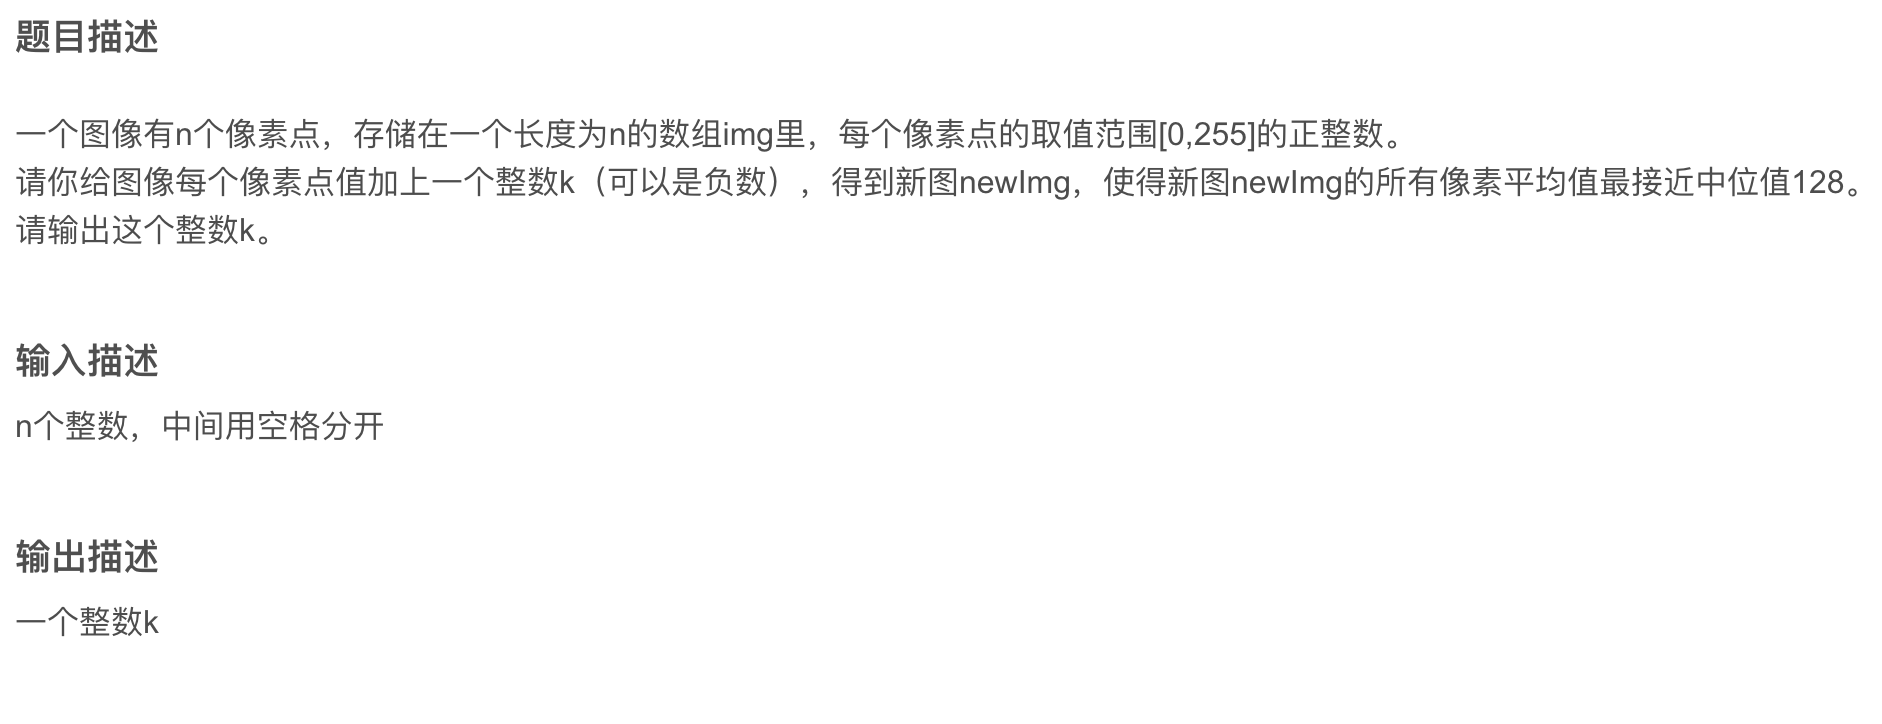 题目描述
一个图像有n个像素点，存储在一个长度为n的数组img里，每个像素点的取值范围[0,255]的正整数。
请你给图像每个像素点值加上一个整数k（可以是负数），得到新图newImg，使得新图newImg的所有像素平均值最接近中位值128。
请输出这个整数k。
输入描述
n个整数，中间用空格分开
输出描述
一个整数k